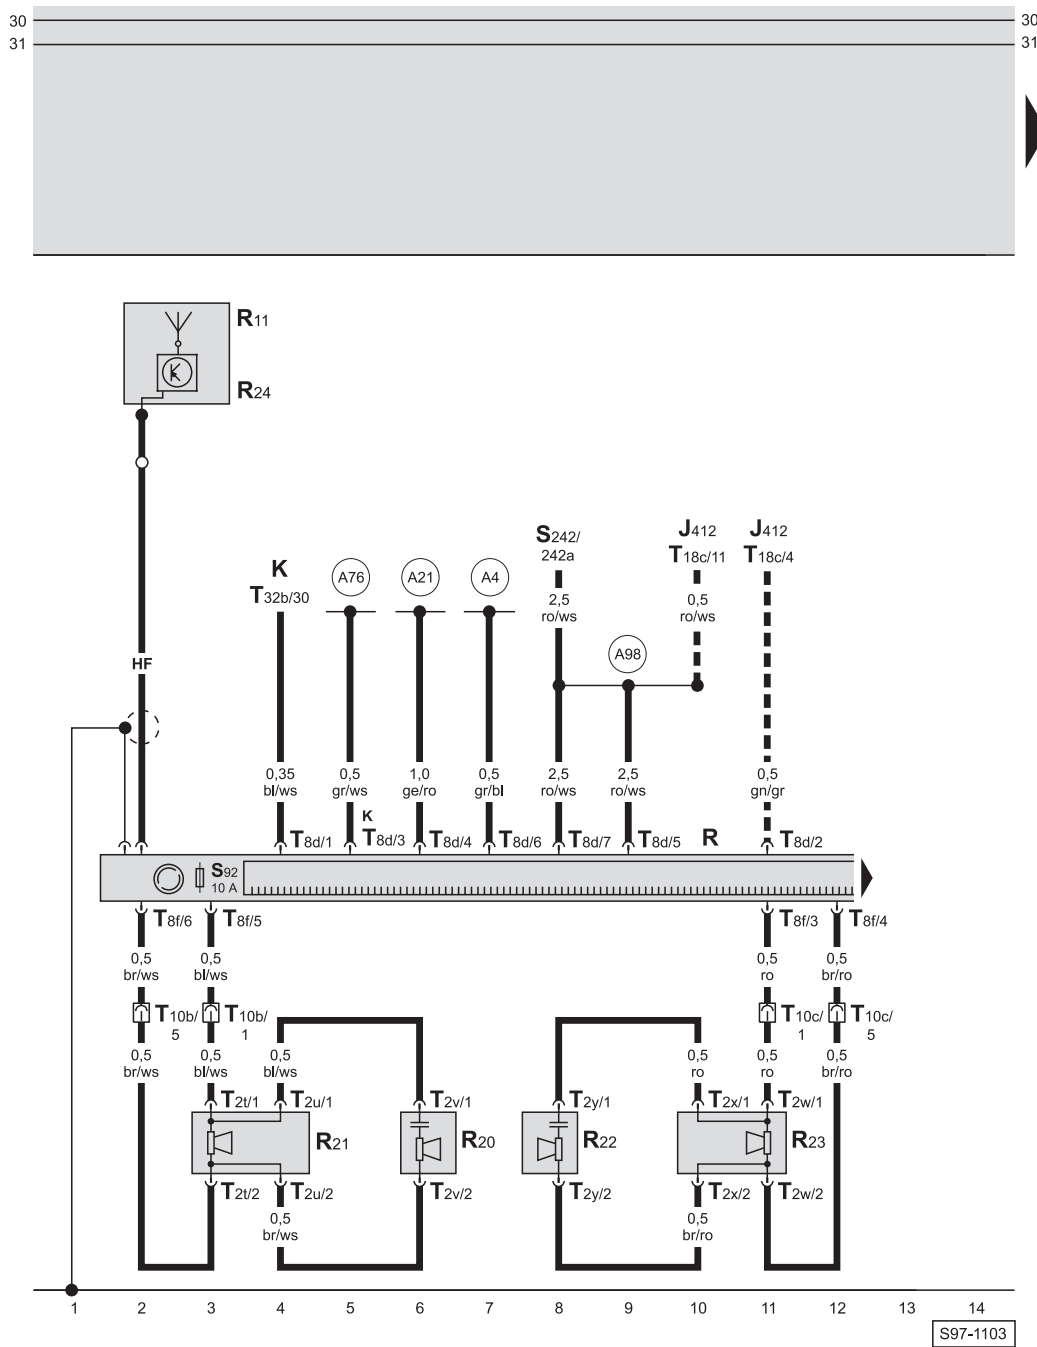 30 30
31 31
R11
R24
HF
S242/
242a
J412
T18c/11
J412
T18c/4
K
T32b/30
A76
A21
A4
2,5
ro/ws
0,5
ro/ws
A98
0,35
bl/ws
0,5
gr/ws
1,0
ge/ro
0,5
gr/bl
2,5
ro/ws
2,5
ro/ws
0,5
gn/gr
K
T8d/1 T8d/3 T8d/4 T8d/6 T8d/7 T8d/5 R T8d/2
S92
10 A
T8f/6 T8f/5 T8f/3 T8f/4
0,5
br/ws
0,5
bl/ws
0,5
ro
0,5
br/ro
T10b/
5
T10b/
1
T10c/
1
T10c/
5
0,5
br/ws
0,5
bl/ws
0,5
bl/ws
0,5
ro
0,5
ro
0,5
br/ro
T2t/1 T2u/1 T2v/1 T2y/1 T2x/1 T2w/1
R21 R20 R22 R23
T2t/2 T2u/2 T2v/2 T2y/2 T2x/2 T2w/2
0,5
br/ws
0,5
br/ro
1 2 3 4 5 6 7 8 9 10 11 12 13 14
S97-1103